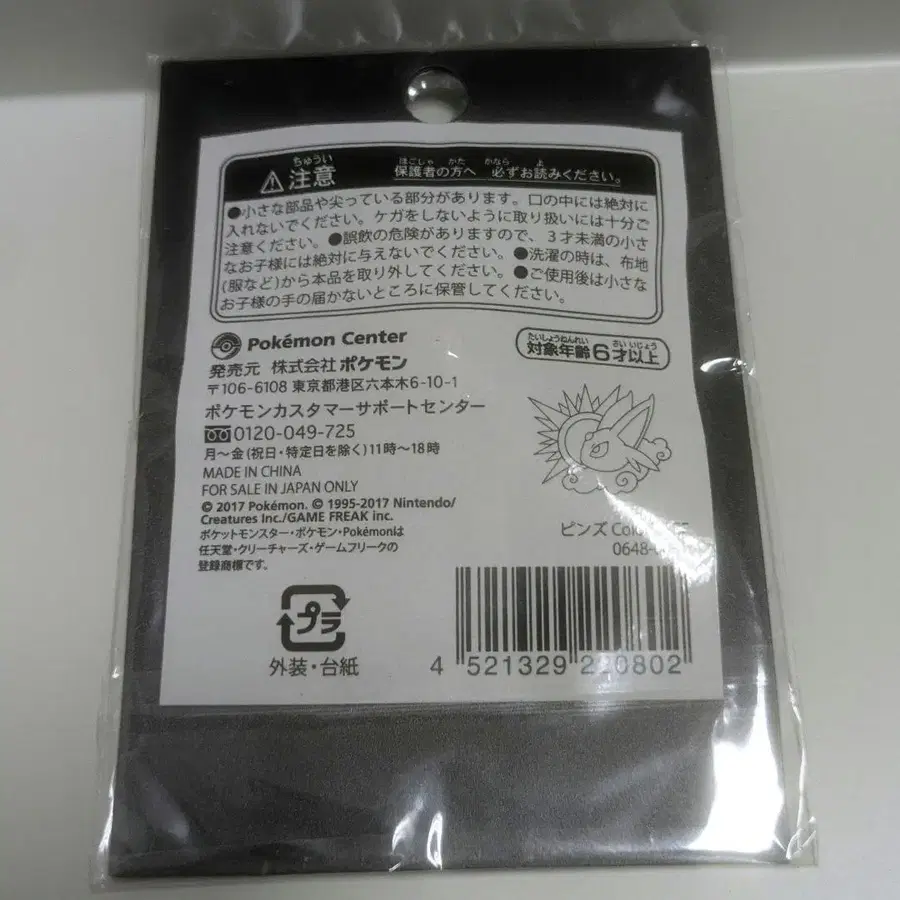 ちゅうい
⚠注意
ほごしゃ かた かなら よ
保護者の方へ 必ずお読みください。
●小さな部品や尖っている部分があります。口の中には絶対に
入れないでください。ケガをしないように取り扱いには十分ご
注意ください。●誤飲の危険がありますので、3才未満の小さ
なお子様には絶対に与えないでください。●洗濯の時は、布地
(服など)から本品を取り外してください。●ご使用後は小さな
お子様の手の届かないところに保管してください。
Pokémon Center
発売元 株式会社ポケモン
〒106-6108 東京都港区六本木6-10-1
ポケモンカスタマーサポートセンター
0120-049-725
月～金(祝日・特定日を除く)11時～18時
MADE IN CHINA
FOR SALE IN JAPAN ONLY
© 2017 Pokémon. © 1995-2017 Nintendo/
Creatures Inc./GAME FREAK inc.
ポケットモンスター・ポケモン・Pokémonは
任天堂・クリーチャーズ・ゲームフリークの
登録商標です。
たいしょうねんれい さい いじょう
対象年齢6才以上
ピンズ
0648-
プラ
外装・台紙
4 521329